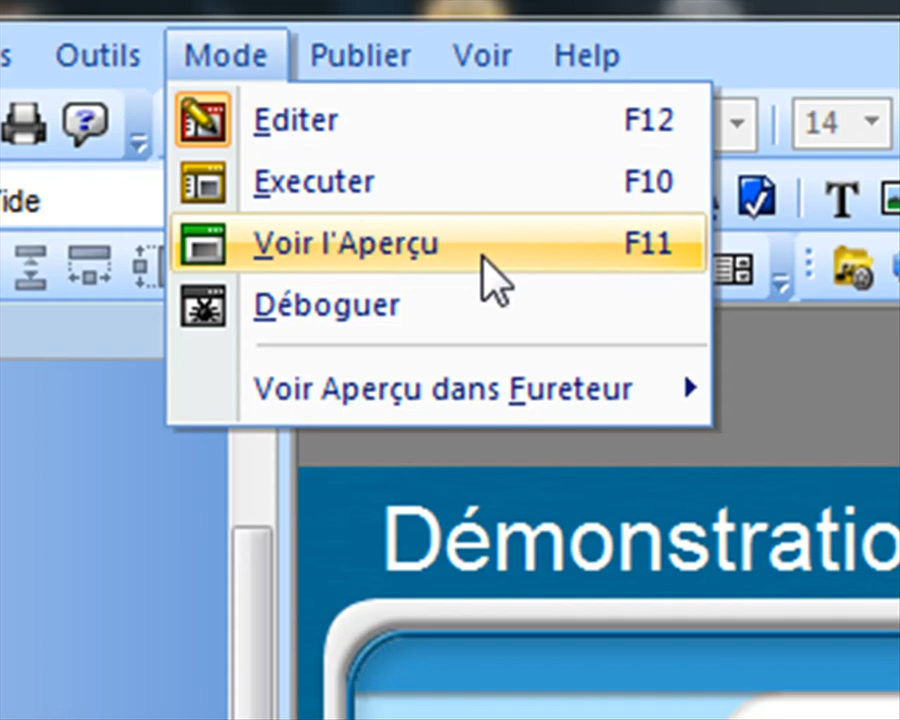 s Outils Mode Publier Voir Help
Editer F12
14
Executer F10
ide
T
Voir l'Aperçu F11
Déboguer
Voir Aperçu dans Fureteur
Démonstratio